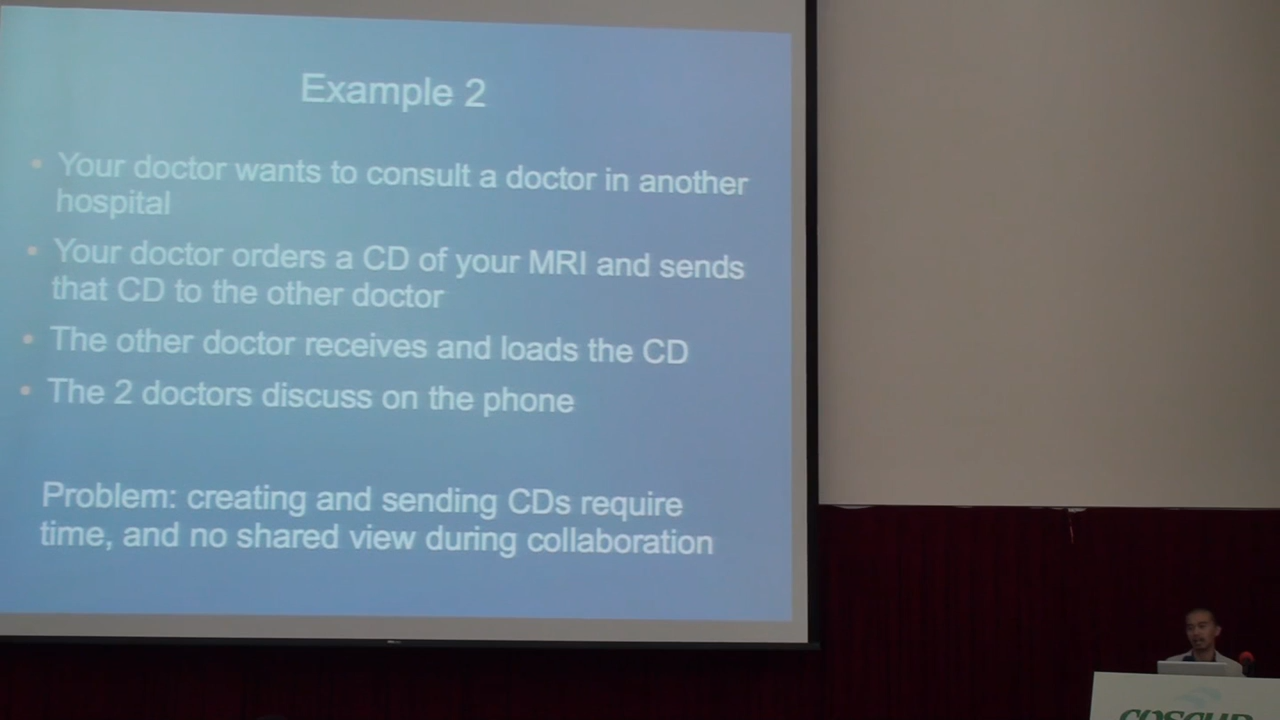 Example 2
• Your doctor wants to consult a doctor in another
hospital
• Your doctor orders a CD of your MRI and sends
that CD to the other doctor
• The other doctor receives and loads the CD
• The 2 doctors discuss on the phone
Problem: creating and sending CDs require
time, and no shared view during collaboration